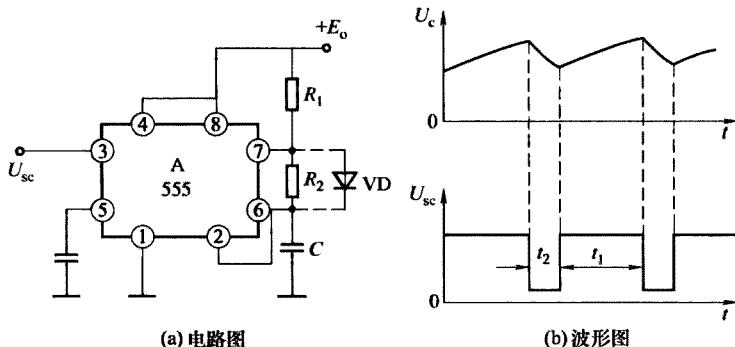 +E₀
R₁
④ ⑧
③ A ⑦
U_sc 555 R₂ VD
⑤ ⑥
① ② C
(a) 电路图
U_c
0 t
U_sc
t₂ t₁
0 t
(b) 波形图